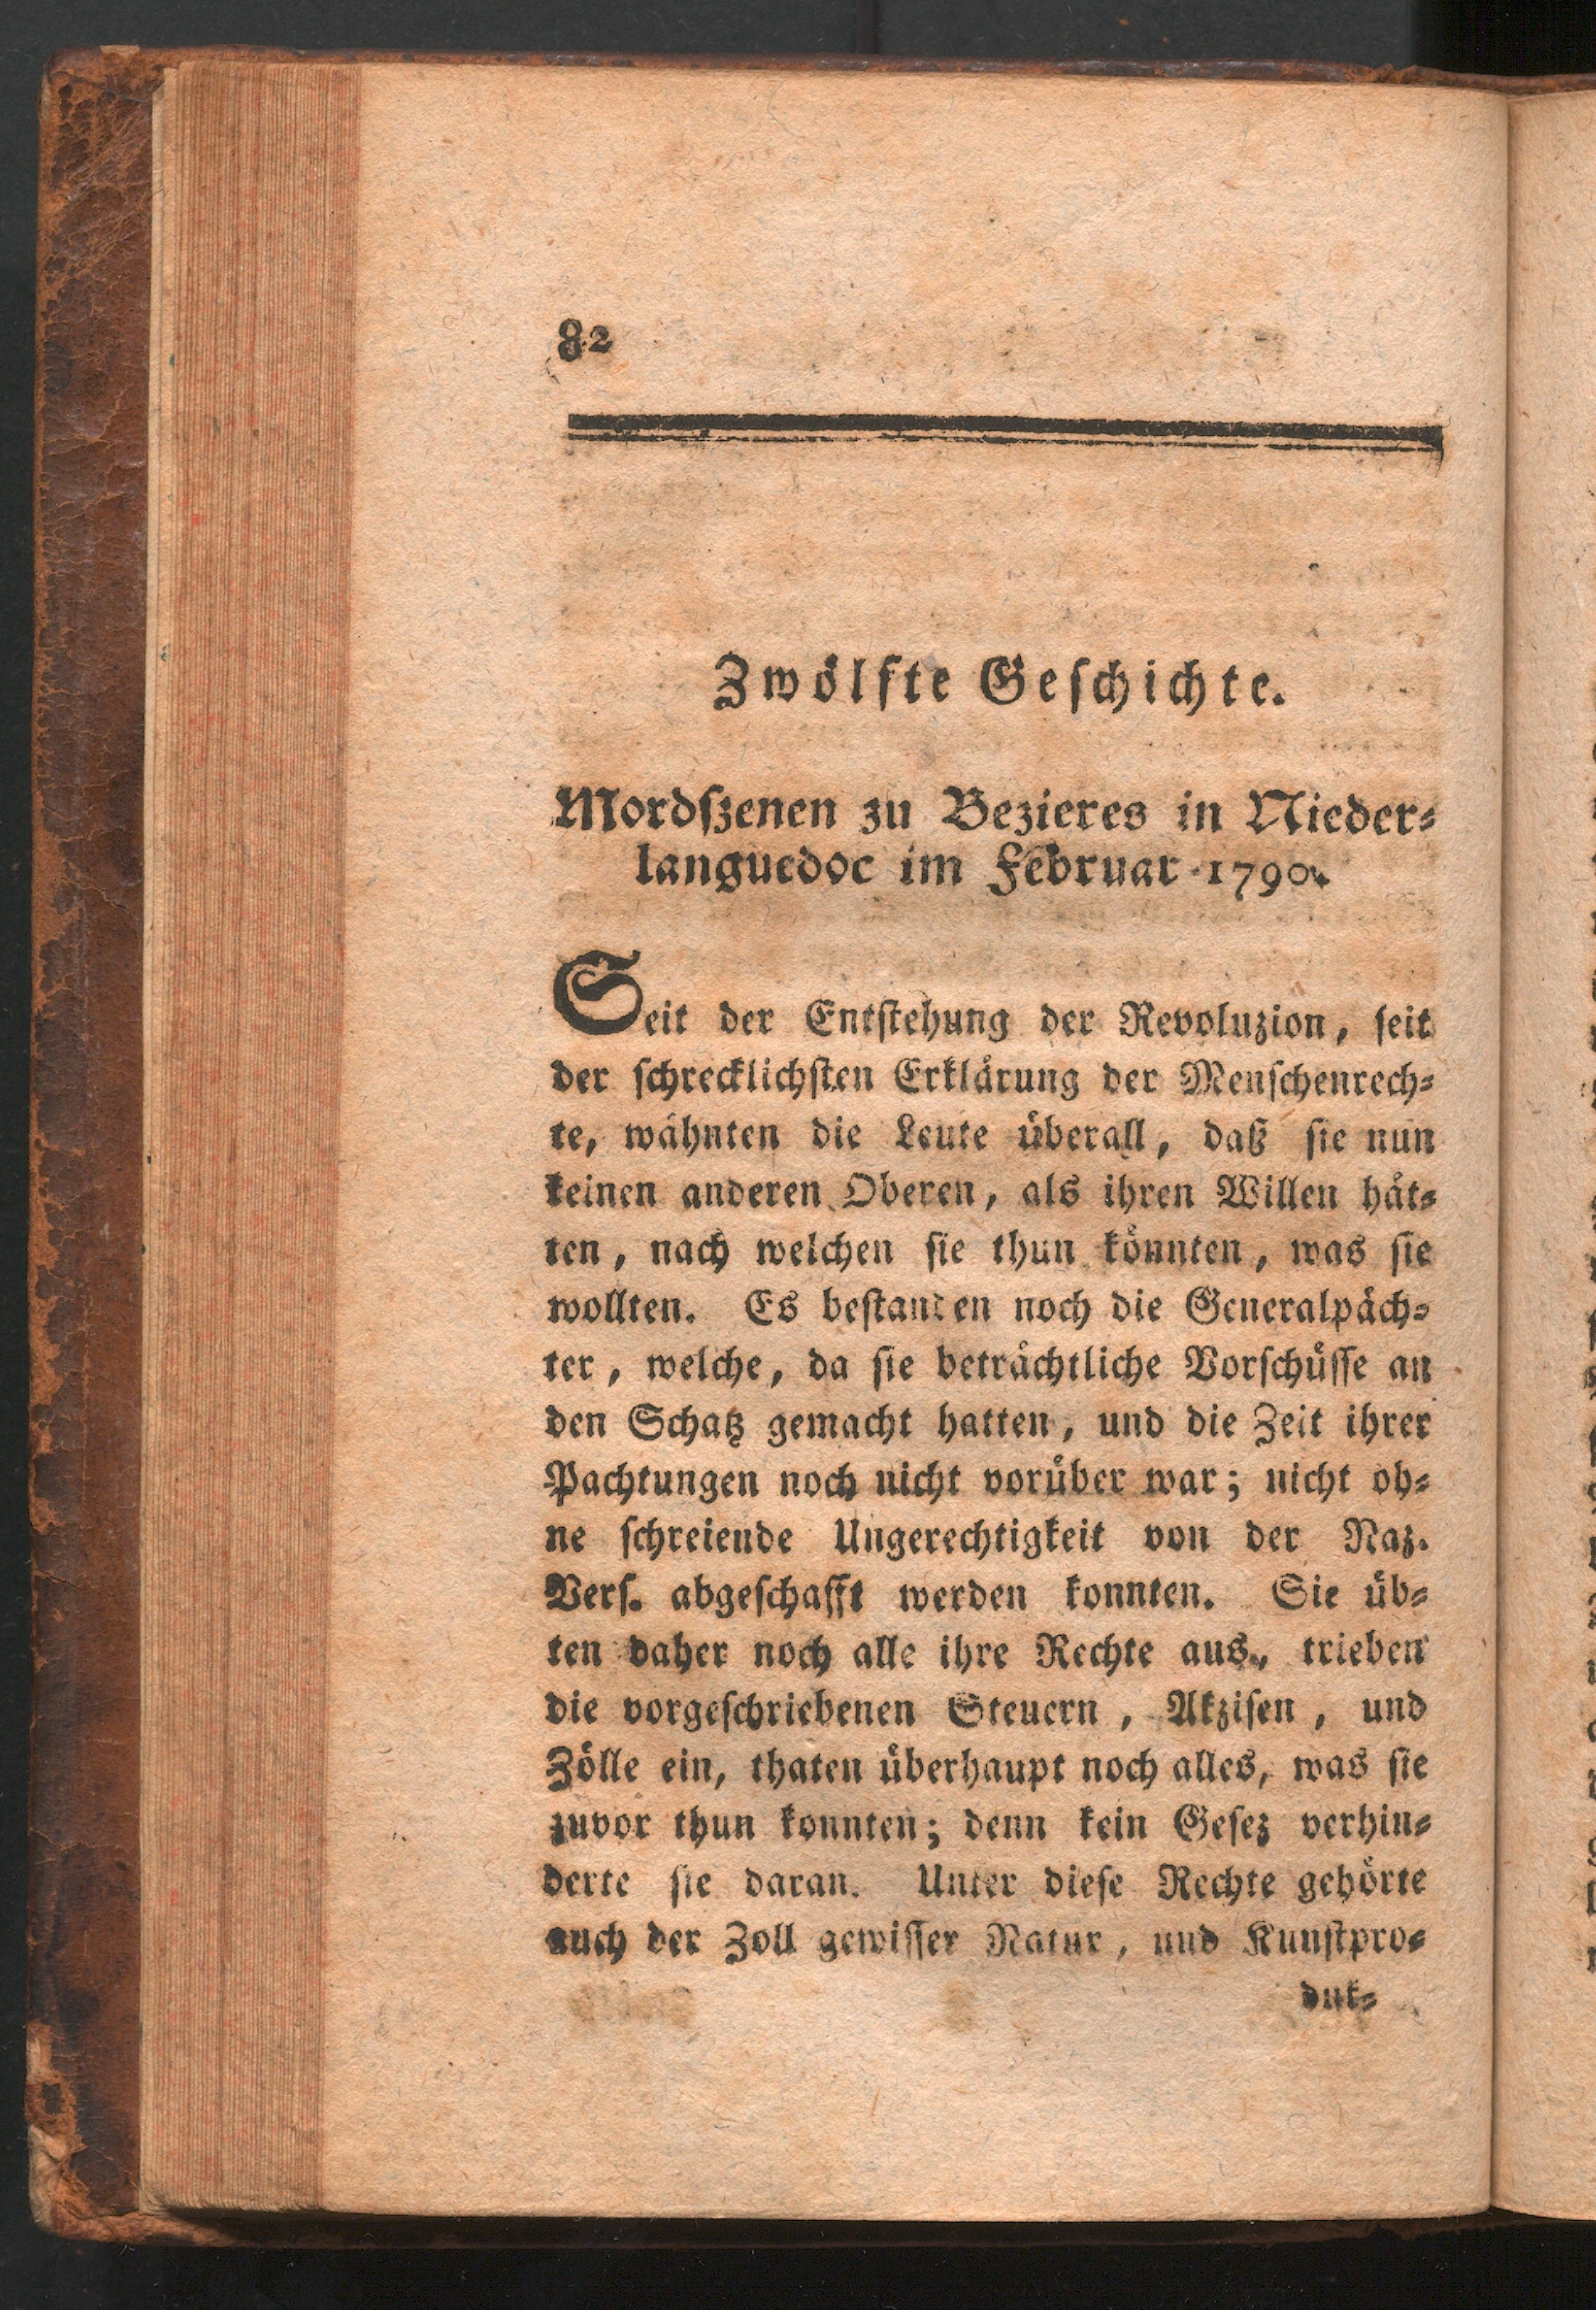 82
Zwölfte Geschichte.
Mordszenen zu Bezieres in Nieder-
languedoc im Februar 1790.
Seit der Entstehung der Revoluzion, seit
der schrecklichsten Erklärung der Menschenrech-
te, wähnten die Leute überall, daß sie nun
keinen anderen Oberen, als ihren Willen hät-
ten, nach welchen sie thun könnten, was sie
wollten. Es bestanden noch die Generalpäch-
ter, welche, da sie beträchtliche Vorschüsse an
den Schatz gemacht hatten, und die Zeit ihrer
Pachtungen noch nicht vorüber war; nicht oh-
ne schreiende Ungerechtigkeit von der Naz.
Vers. abgeschafft werden konnten. Sie üb-
ten daher noch alle ihre Rechte aus, trieben
die vorgeschriebenen Steuern, Akzisen, und
Zölle ein, thaten überhaupt noch alles, was sie
zuvor thun konnten; denn kein Gesez verhin-
derte sie daran. Unter diese Rechte gehörte
auch der Zoll gewisser Natur, und Kunstpro-
duk-